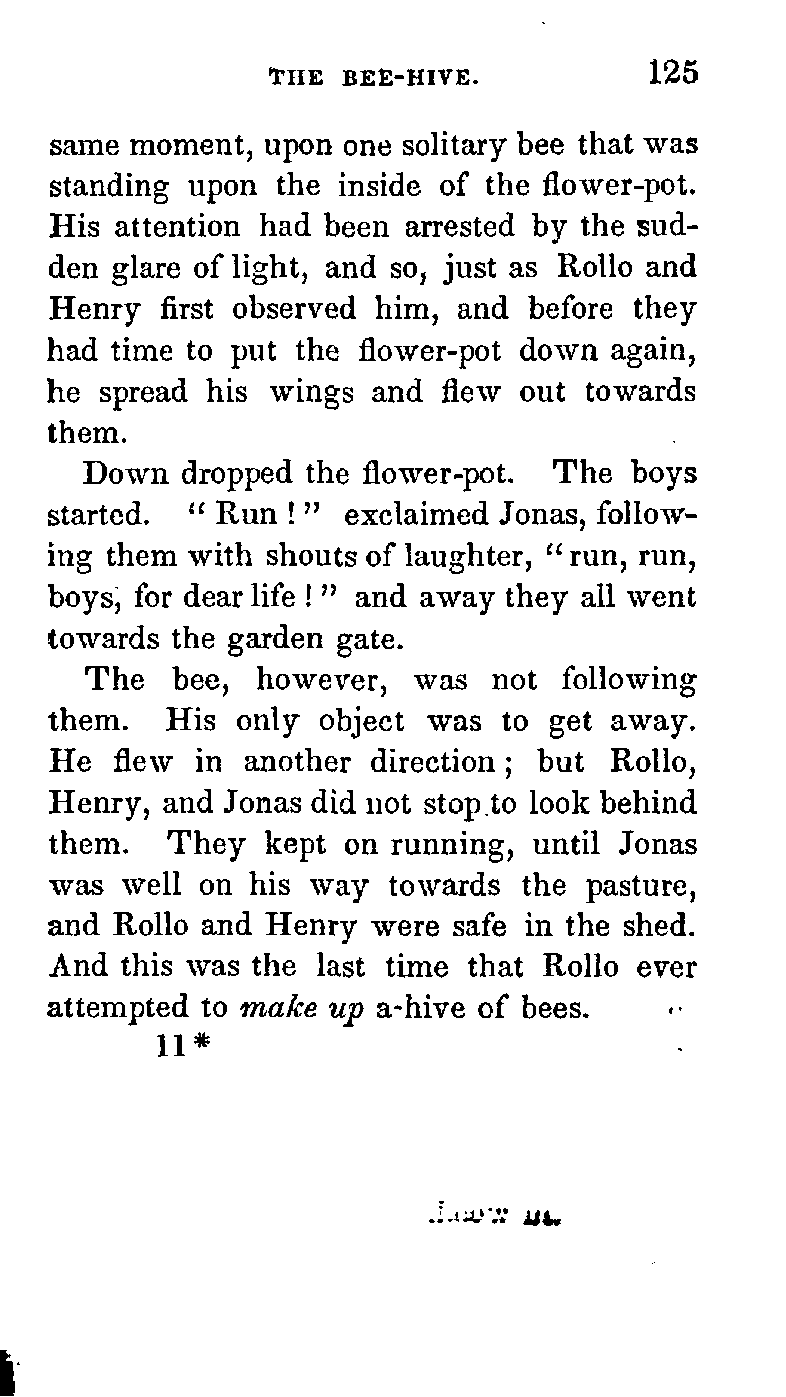 THE BEE-HIVE. 125
same moment, upon one solitary bee that was
standing upon the inside of the flower-pot.
His attention had been arrested by the sud-
den glare of light, and so, just as Rollo and
Henry first observed him, and before they
had time to put the flower-pot down again,
he spread his wings and flew out towards
them.
Down dropped the flower-pot. The boys
started. “ Run ! ” exclaimed Jonas, follow-
ing them with shouts of laughter, “ run, run,
boys, for dear life ! ” and away they all went
towards the garden gate.
The bee, however, was not following
them. His only object was to get away.
He flew in another direction ; but Rollo,
Henry, and Jonas did not stop to look behind
them. They kept on running, until Jonas
was well on his way towards the pasture,
and Rollo and Henry were safe in the shed.
And this was the last time that Rollo ever
attempted to make up a hive of bees.
11 *